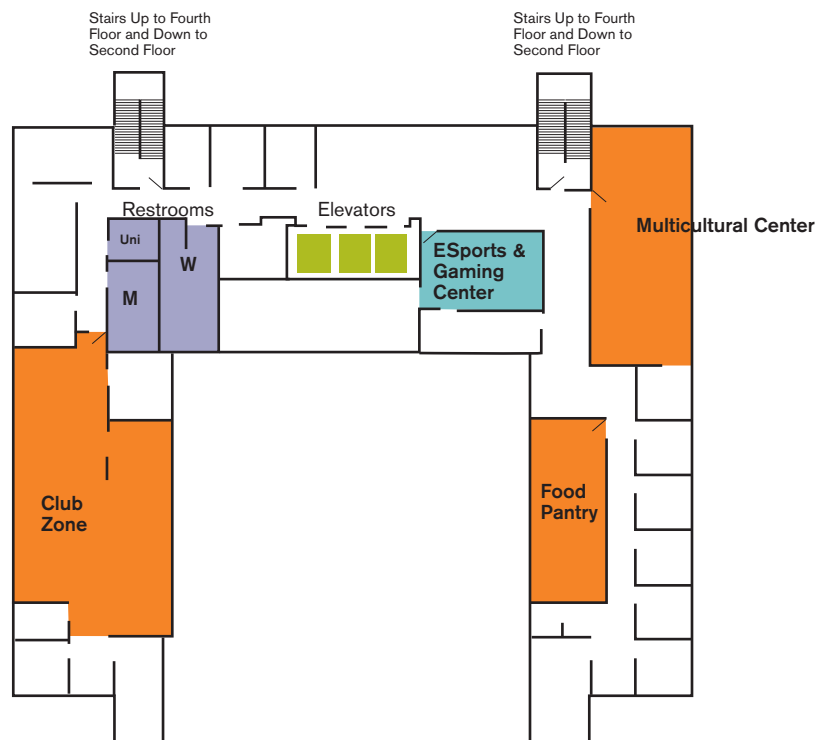 Stairs Up to Fourth
Floor and Down to
Second Floor
Stairs Up to Fourth
Floor and Down to
Second Floor
Restrooms
Elevators
Multicultural Center
Uni
W
M
ESports &
Gaming
Center
Club
Zone
Food
Pantry